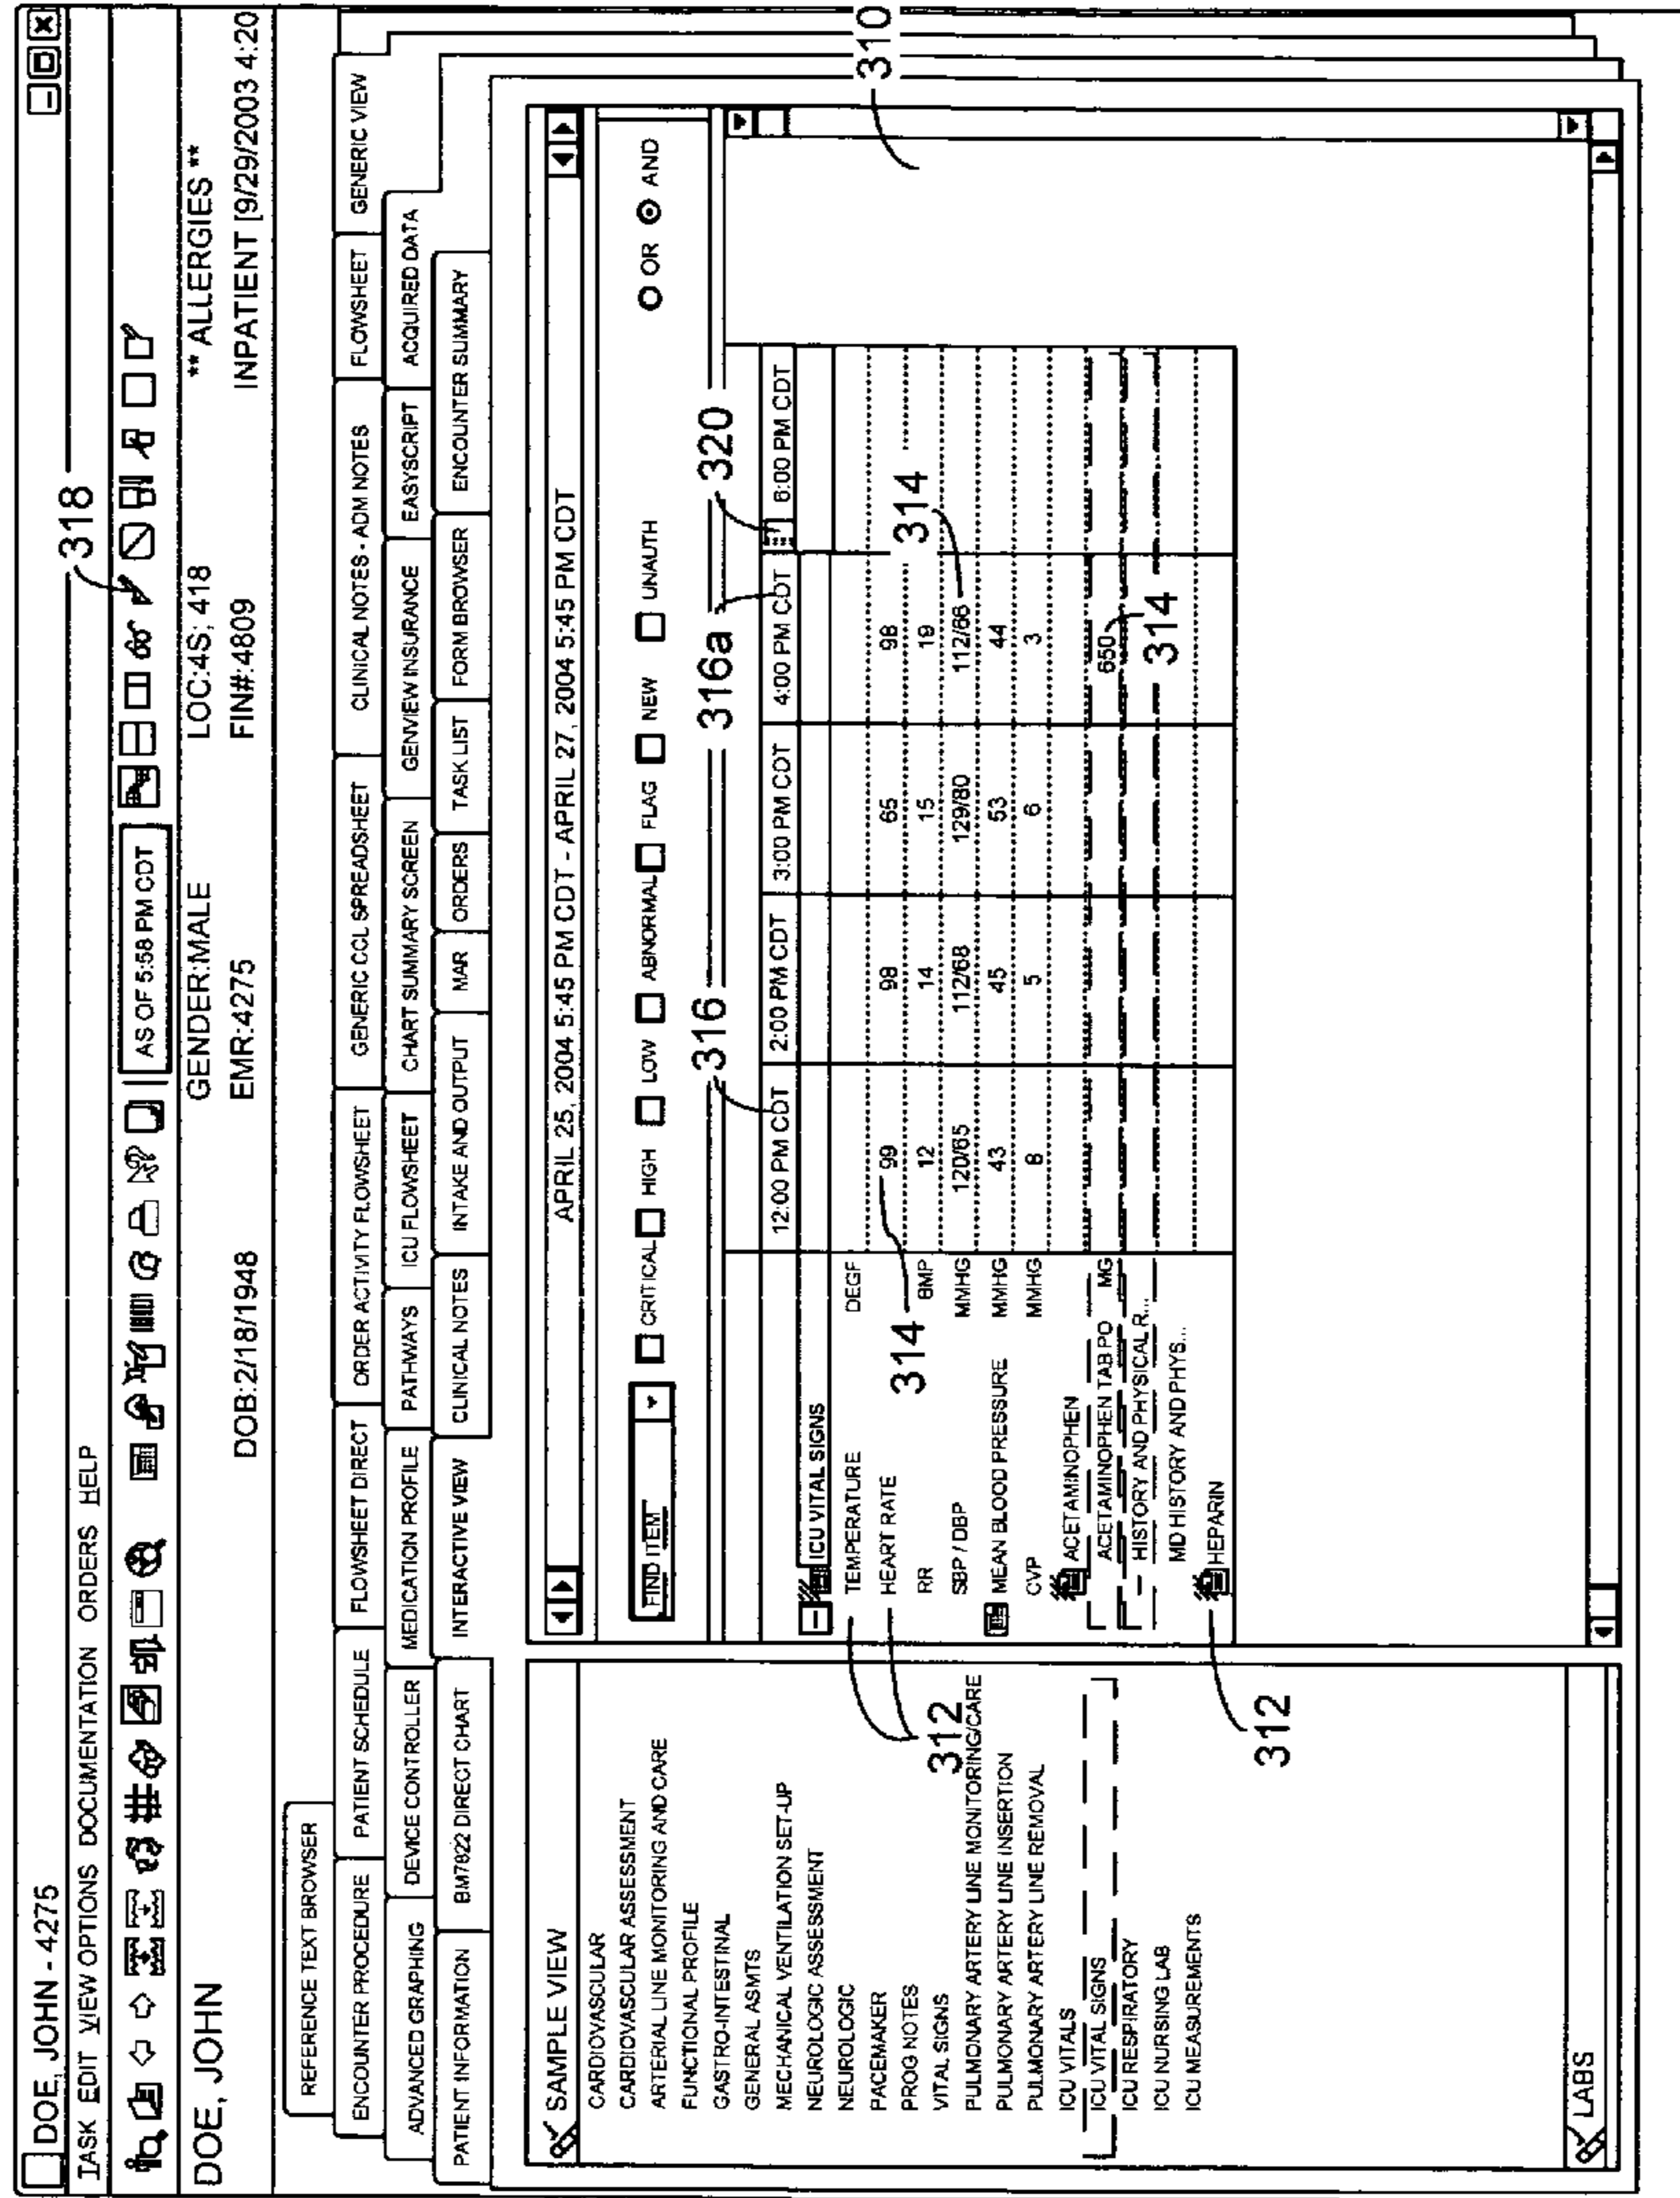 DOE, JOHN - 4275
TASK EDIT VIEW OPTIONS DOCUMENTATION ORDERS HELP
318
AS OF 5:58 PM CDT
DOE, JOHN GENDER:MALE LOC:4S; 418 ** ALLERGIES **
DOB:2/18/1948 EMR:4275 FIN#:4809 INPATIENT [9/29/2003 4:20
REFERENCE TEXT BROWSER
ENCOUNTER PROCEDURE PATIENT SCHEDULE FLOWSHEET DIRECT ORDER ACTIVITY FLOWSHEET GENERIC CCL SPREADSHEET CLINICAL NOTES - ADM NOTES FLOWSHEET GENERIC VIEW
ADVANCED GRAPHING DEVICE CONTROLLER MEDICATION PROFILE PATHWAYS ICU FLOWSHEET CHART SUMMARY SCREEN GENVIEW INSURANCE EASYSCRIPT ACQUIRED DATA
PATIENT INFORMATION BM7822 DIRECT CHART INTERACTIVE VIEW CLINICAL NOTES INTAKE AND OUTPUT MAR ORDERS TASK LIST FORM BROWSER ENCOUNTER SUMMARY
SAMPLE VIEW
CARDIOVASCULAR
CARDIOVASCULAR ASSESSMENT
ARTERIAL LINE MONITORING AND CARE
FUNCTIONAL PROFILE
GASTRO-INTESTINAL
GENERAL ASMTS
MECHANICAL VENTILATION SET-UP
NEUROLOGIC ASSESSMENT
NEUROLOGIC
PACEMAKER
PROG NOTES
VITAL SIGNS
PULMONARY ARTERY LINE MONITORING/CARE
PULMONARY ARTERY LINE INSERTION
PULMONARY ARTERY LINE REMOVAL
ICU VITALS
ICU VITAL SIGNS
ICU RESPIRATORY
ICU NURSING LAB
ICU MEASUREMENTS
LABS
312
312
APRIL 25, 2004 5:45 PM CDT - APRIL 27, 2004 5:45 PM CDT
FIND ITEM CRITICAL HIGH LOW ABNORMAL FLAG NEW UNAUTH OR AND
316 316a 320 310
12:00 PM CDT 2:00 PM CDT 3:00 PM CDT 4:00 PM CDT 6:00 PM CDT
ICU VITAL SIGNS
TEMPERATURE DEGF
HEART RATE 99 98 65 98
314 314
RR BMP 12 14 15 19
SBP / DBP MMHG 120/65 112/68 129/80 112/66
MEAN BLOOD PRESSURE MMHG 43 45 53 44
CVP MMHG 8 5 6 3
ACETAMINOPHEN
ACETAMINOPHEN TAB PO MG 650
HISTORY AND PHYSICAL R...
314
MD HISTORY AND PHYS...
HEPARIN